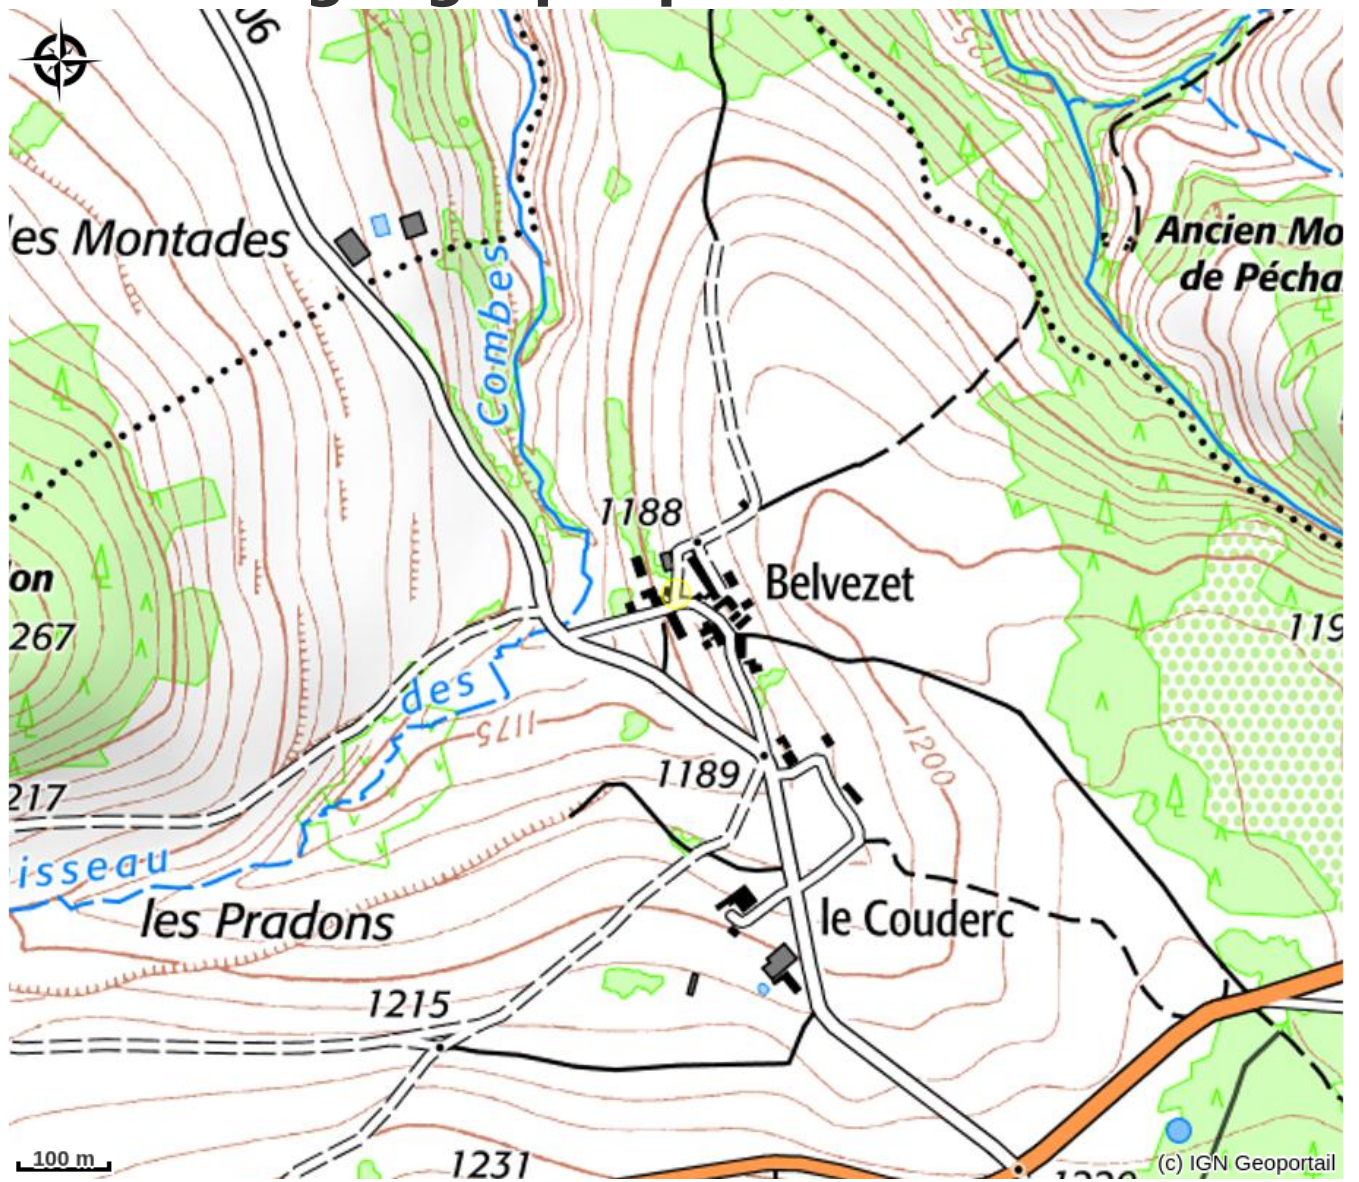 les Montades
Combes
Ancien Mo
de Pécha
1188
Belvezet
267
119
des
1175
1200
1189
217
isseau
les Pradons
le Couderc
1215
1231
100 m
(c) IGN Geoportail